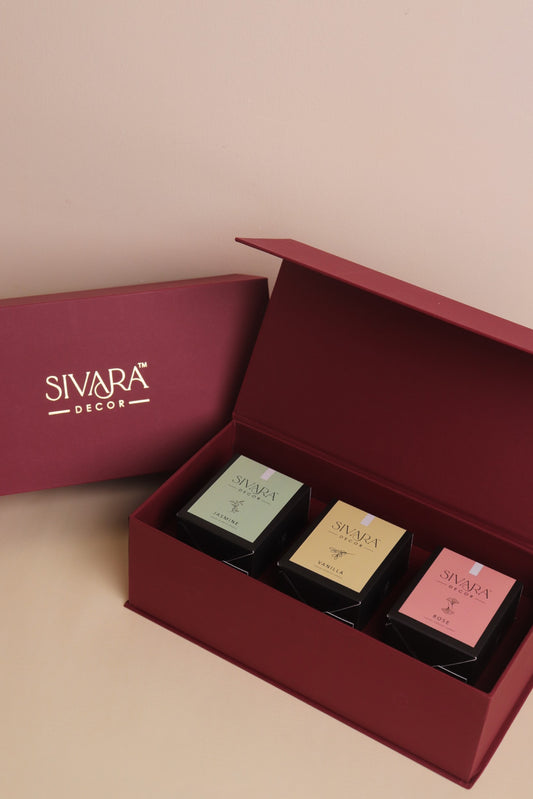 SIVARA™
DECOR
SIVARA
DECOR
JASMINE
SIVARA
DECOR
VANILLA
SIVARA
DECOR
ROSE